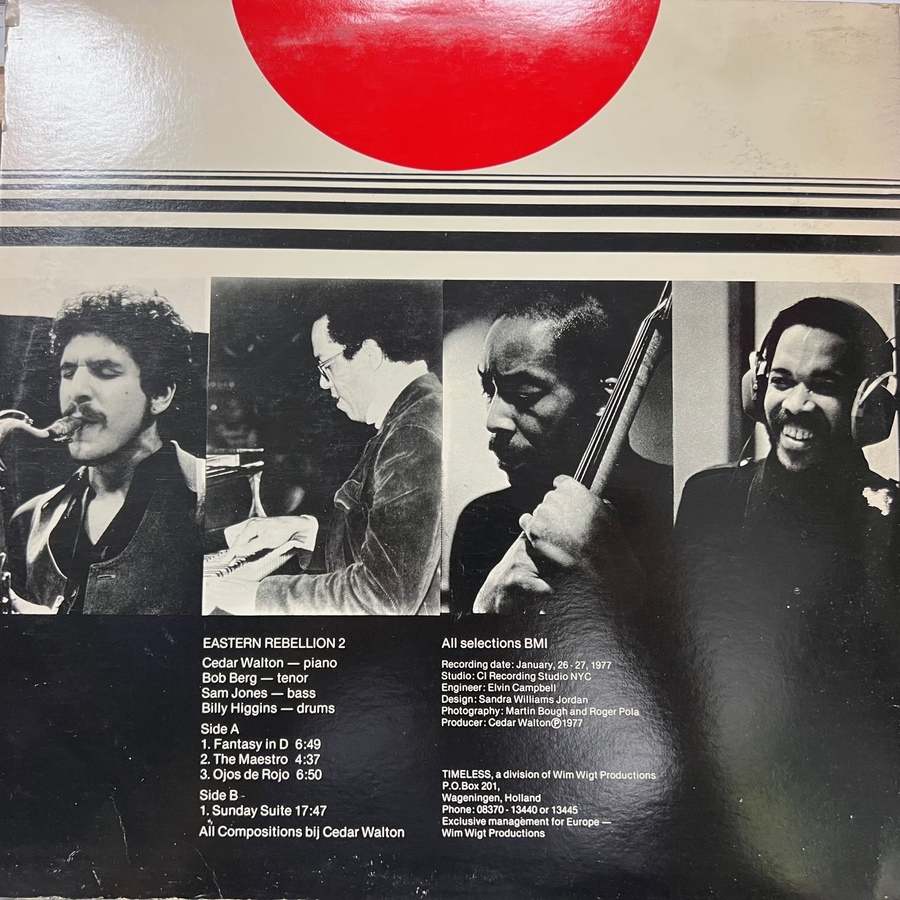 EASTERN REBELLION 2
Cedar Walton — piano
Bob Berg — tenor
Sam Jones — bass
Billy Higgins — drums
Side A
1. Fantasy in D 6:49
2. The Maestro 4:37
3. Ojos de Rojo 6:50
Side B -
1. Sunday Suite 17:47
All Compositions bij Cedar Walton
All selections BMI
Recording date: January, 26 - 27, 1977
Studio: CI Recording Studio NYC
Engineer: Elvin Campbell
Design: Sandra Williams Jordan
Photography: Martin Bough and Roger Pola
Producer: Cedar Walton Ⓟ 1977
TIMELESS, a division of Wim Wigt Productions
P.O.Box 201,
Wageningen, Holland
Phone: 08370 - 13440 or 13445
Exclusive management for Europe —
Wim Wigt Productions